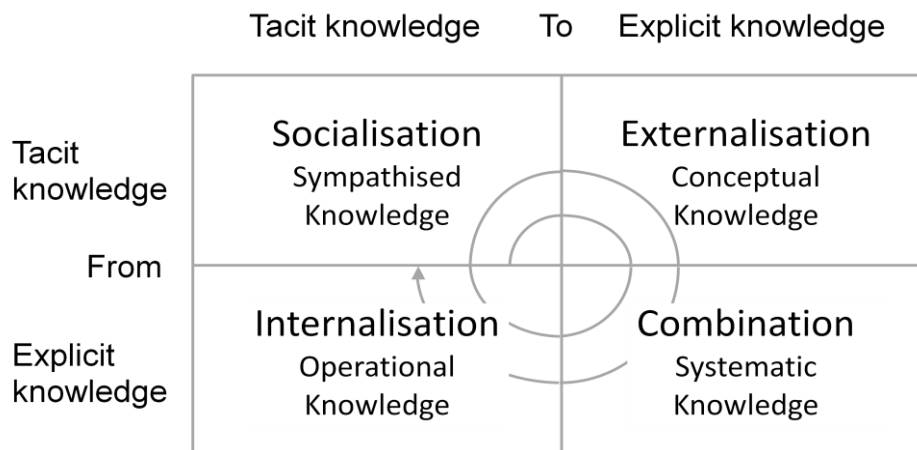 Tacit knowledge To Explicit knowledge
Tacit
knowledge
Socialisation
Sympathised
Knowledge
Externalisation
Conceptual
Knowledge
From
Explicit
knowledge
Internalisation
Operational
Knowledge
Combination
Systematic
Knowledge